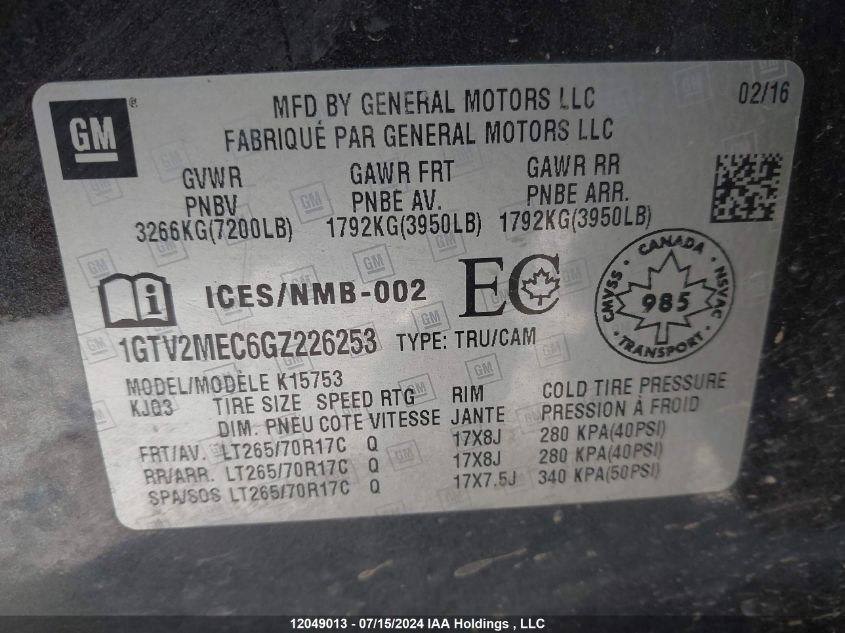 GM
MFD BY GENERAL MOTORS LLC
02/16
FABRIQUÉ PAR GENERAL MOTORS LLC
GVWR GAWR FRT GAWR RR
PNBV PNBE AV. PNBE ARR.
3266KG(7200LB) 1792KG(3950LB) 1792KG(3950LB)
ICES/NMB-002 EC
CANADA
CMVSS 985 NSVAC
TRANSPORT
1GTV2MEC6GZ226253 TYPE: TRU/CAM
MODEL/MODÈLE K15753
KJ03 TIRE SIZE SPEED RTG RIM COLD TIRE PRESSURE
DIM. PNEU COTE VITESSE JANTE PRESSION À FROID
FRT/AV. LT265/70R17C Q 17X8J 280 KPA(40PSI)
RR/ARR. LT265/70R17C Q 17X8J 280 KPA(40PSI)
SPA/SOS LT265/70R17C Q 17X7.5J 340 KPA(50PSI)
12049013 - 07/15/2024 IAA Holdings , LLC